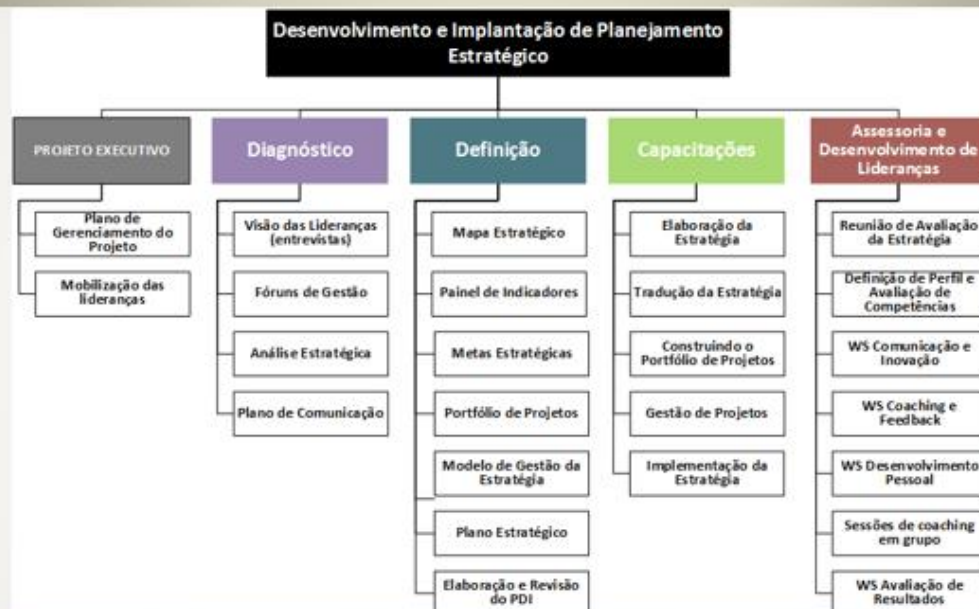 Desenvolvimento e Implantação de Planejamento
Estratégico
PROJETO EXECUTIVO
Plano de
Gerenciamento do
Projeto
Mobilização das
lideranças
Diagnóstico
Visão das Lideranças
(entrevistas)
Fóruns de Gestão
Análise Estratégica
Plano de Comunicação
Definição
Mapa Estratégico
Painel de Indicadores
Metas Estratégicas
Portfólio de Projetos
Modelo de Gestão da
Estratégia
Plano Estratégico
Elaboração e Revisão
do PDI
Capacitações
Elaboração da
Estratégia
Tradução da Estratégia
Construindo o
Portfólio de Projetos
Gestão de Projetos
Implementação da
Estratégia
Assessoria e
Desenvolvimento de
Lideranças
Reunião de Avaliação
da Estratégia
Definição de Perfil e
Avaliação de
Competências
WS Comunicação e
Inovação
WS Coaching e
Feedback
WS Desenvolvimento
Pessoal
Sessões de coaching
em grupo
WS Avaliação de
Resultados